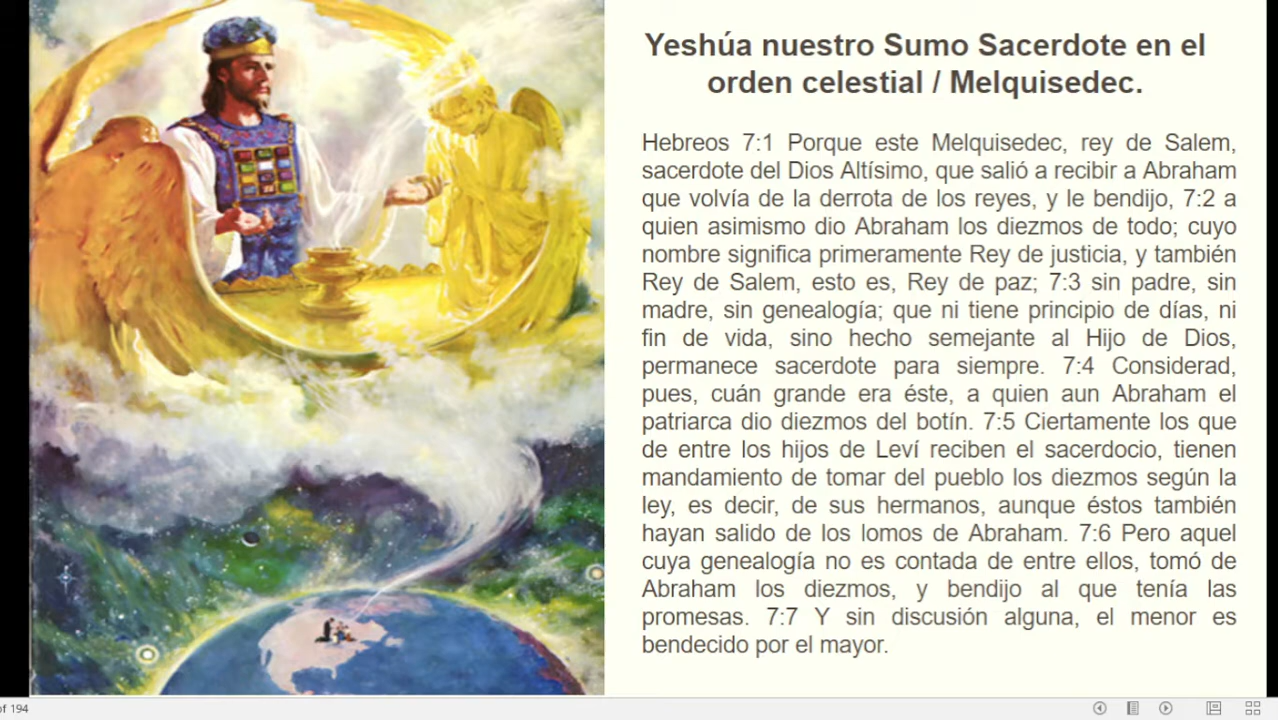 Yeshúa nuestro Sumo Sacerdote en el
orden celestial / Melquisedec.
Hebreos 7:1 Porque este Melquisedec, rey de Salem,
sacerdote del Dios Altísimo, que salió a recibir a Abraham
que volvía de la derrota de los reyes, y le bendijo, 7:2 a
quien asimismo dio Abraham los diezmos de todo; cuyo
nombre significa primeramente Rey de justicia, y también
Rey de Salem, esto es, Rey de paz; 7:3 sin padre, sin
madre, sin genealogía; que ni tiene principio de días, ni
fin de vida, sino hecho semejante al Hijo de Dios,
permanece sacerdote para siempre. 7:4 Considerad,
pues, cuán grande era éste, a quien aun Abraham el
patriarca dio diezmos del botín. 7:5 Ciertamente los que
de entre los hijos de Leví reciben el sacerdocio, tienen
mandamiento de tomar del pueblo los diezmos según la
ley, es decir, de sus hermanos, aunque éstos también
hayan salido de los lomos de Abraham. 7:6 Pero aquel
cuya genealogía no es contada de entre ellos, tomó de
Abraham los diezmos, y bendijo al que tenía las
promesas. 7:7 Y sin discusión alguna, el menor es
bendecido por el mayor.
of 194